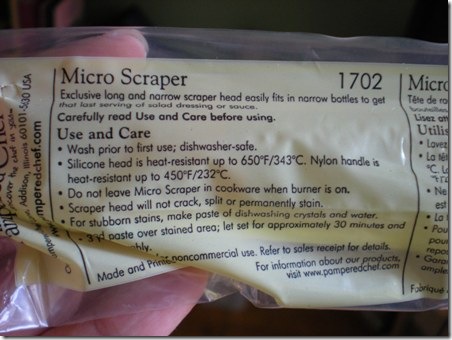 Micro Scraper 1702
Exclusive long and narrow scraper head easily fits in narrow bottles to get
that last serving of salad dressing or sauce.
Carefully read Use and Care before using.
Use and Care
• Wash prior to first use; dishwasher-safe.
• Silicone head is heat-resistant up to 650°F/343°C. Nylon handle is
heat-resistant up to 450°F/232°C.
• Do not leave Micro Scraper in cookware when burner is on.
• Scraper head will not crack, split or permanently stain.
• For stubborn stains, make paste of dishwashing crystals and water.
paste over stained area; let set for approximately 30 minutes and
noncommercial use. Refer to sales receipt for details.
Made and
For information about our products,
visit www.pamperedchef.com.
Addison, Illinois 60101-5630 USA
pamperedchef.com
Micro
Tête de
Lisez
Utilis
• Lavez
• La
• Ne
• La
• Pour
Fabriqué